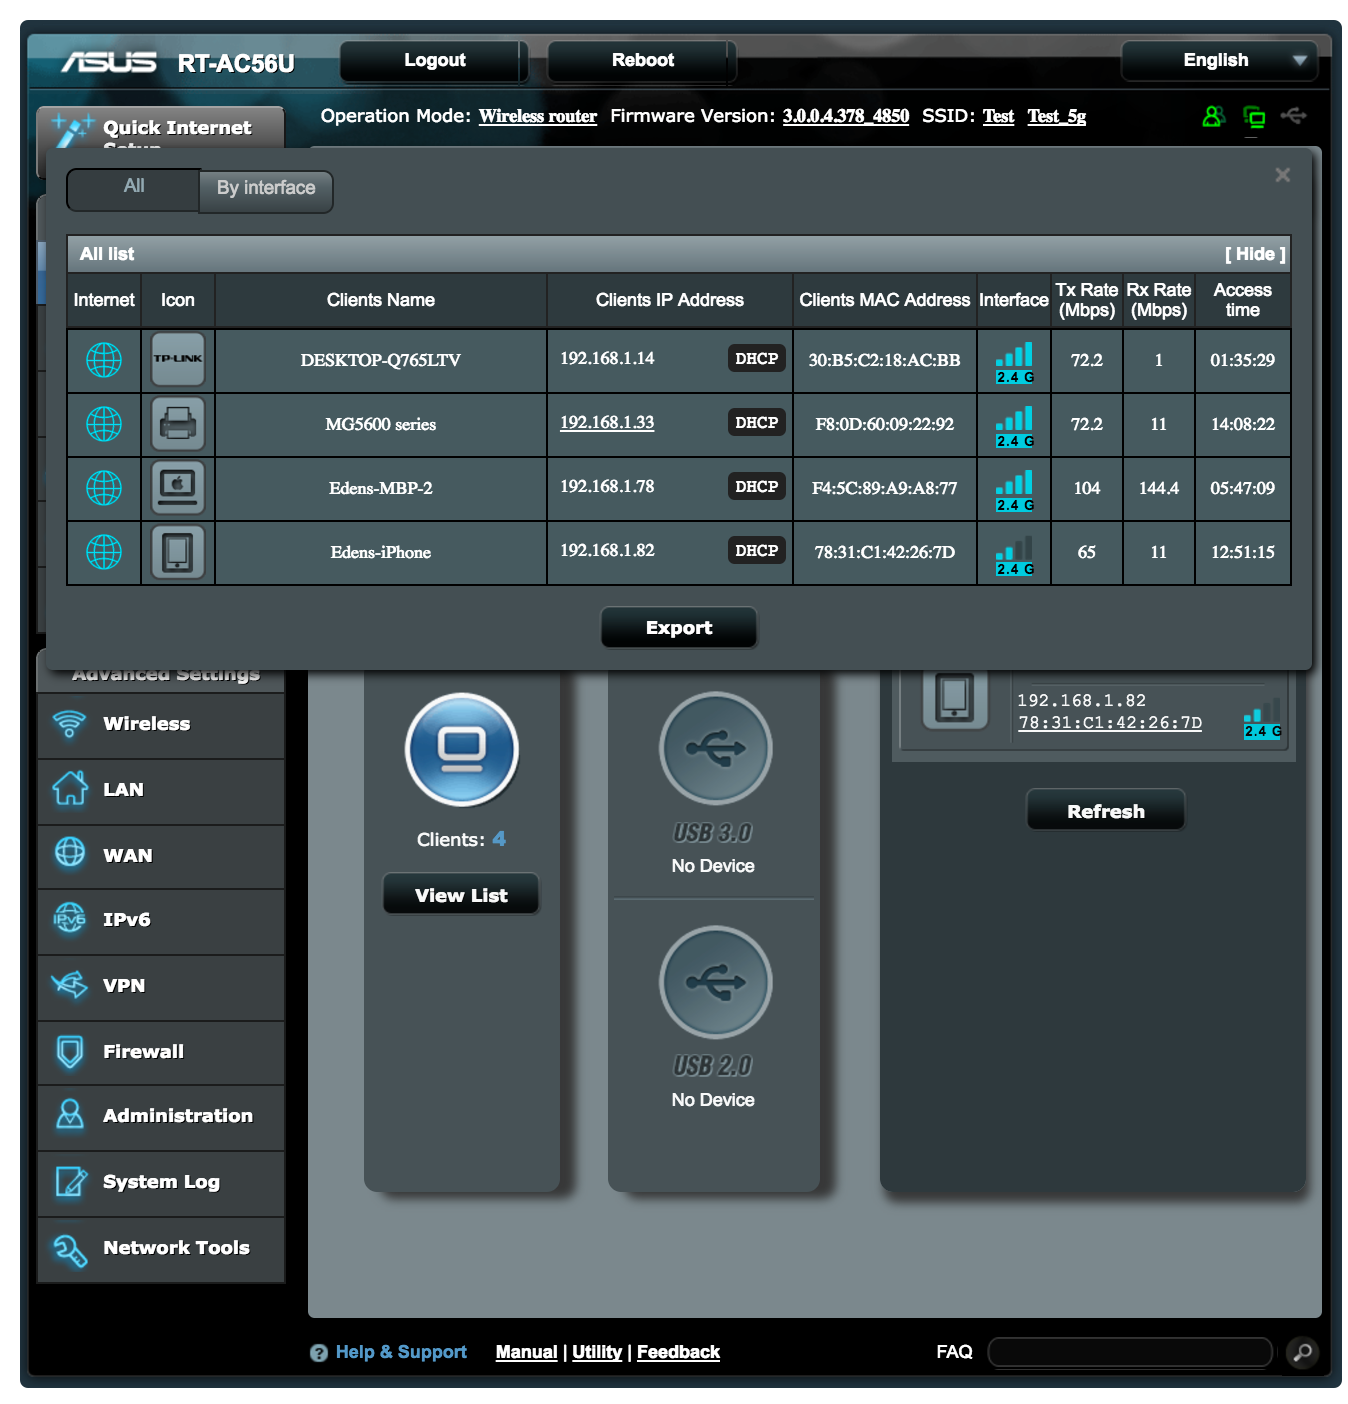 ASUS RT-AC56U Logout Reboot English
Operation Mode: Wireless router Firmware Version: 3.0.0.4.378_4850 SSID: Test Test_5g
Quick Internet
Setup
All By interface
All list [ Hide ]
Internet Icon Clients Name Clients IP Address Clients MAC Address Interface Tx Rate (Mbps) Rx Rate (Mbps) Access time
TP-LINK DESKTOP-Q765LTV 192.168.1.14 DHCP 30:B5:C2:18:AC:BB 2.4 G 72.2 1 01:35:29
MG5600 series 192.168.1.33 DHCP F8:0D:60:09:22:92 2.4 G 72.2 11 14:08:22
Edens-MBP-2 192.168.1.78 DHCP F4:5C:89:A9:A8:77 2.4 G 104 144.4 05:47:09
Edens-iPhone 192.168.1.82 DHCP 78:31:C1:42:26:7D 2.4 G 65 11 12:51:15
Export
Advanced Settings
Wireless
LAN
WAN
IPv6
IPv6
VPN
Firewall
Administration
System Log
Network Tools
Clients: 4
View List
USB 3.0
No Device
USB 2.0
No Device
192.168.1.82
78:31:C1:42:26:7D
2.4 G
Refresh
? Help & Support Manual | Utility | Feedback FAQ